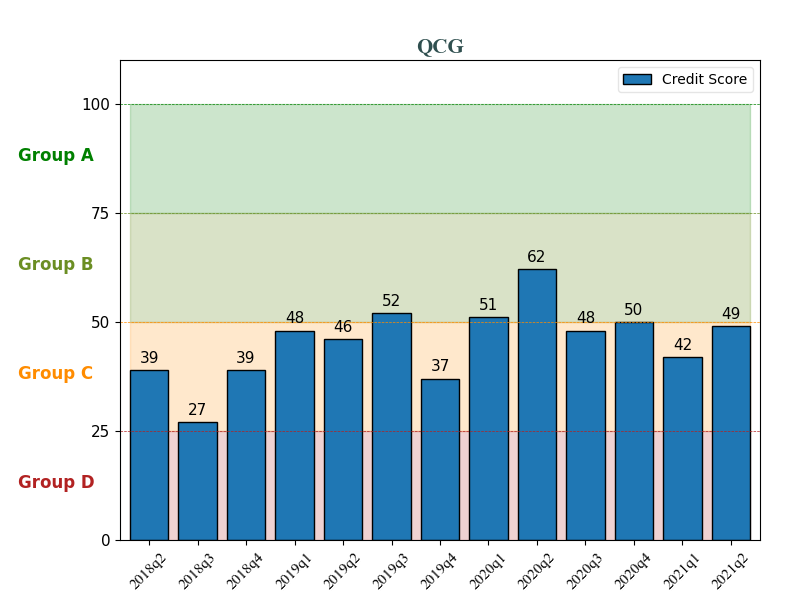 QCG
Credit Score
100
Group A
75
Group B
62
52
51
50
50
48
46
48
49
42
39
39
37
Group C
27
25
Group D
0
2018q2
2018q3
2018q4
2019q1
2019q2
2019q3
2019q4
2020q1
2020q2
2020q3
2020q4
2021q1
2021q2